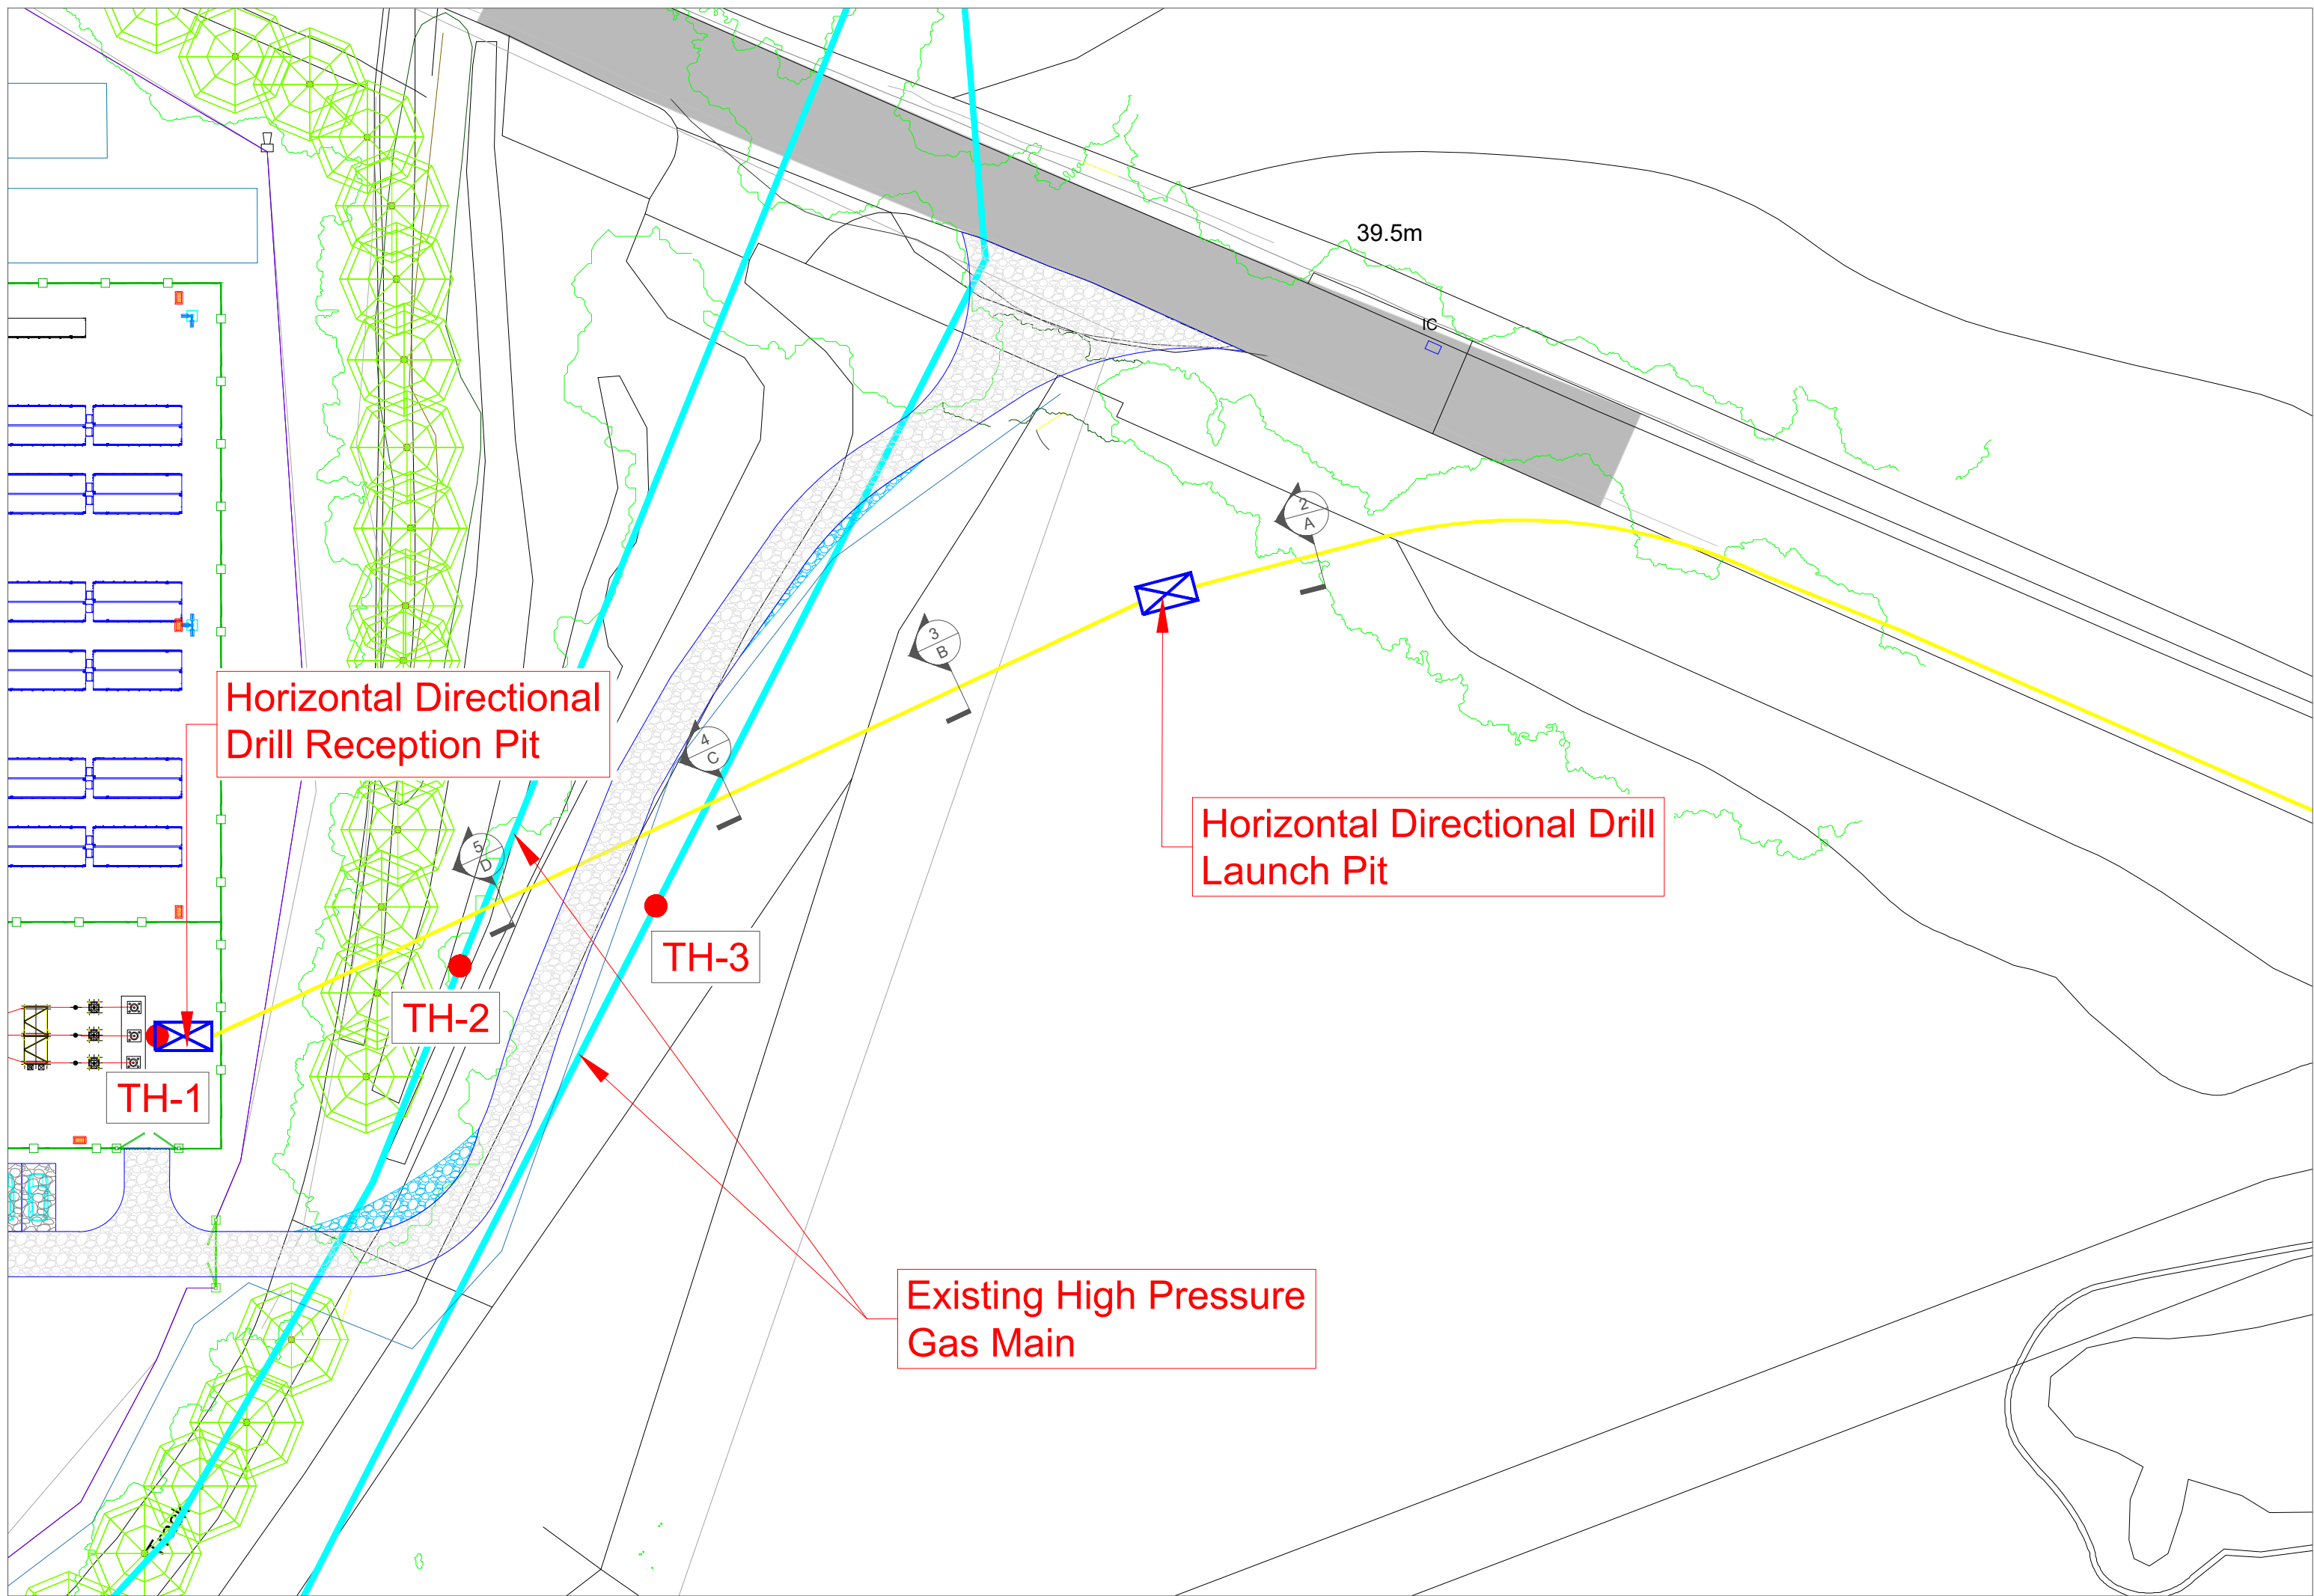 39.5m
IC
2
A
3
B
Horizontal Directional
Drill Reception Pit
4
C
Horizontal Directional Drill
Launch Pit
5
D
TH-3
TH-2
TH-1
Existing High Pressure
Gas Main
Track